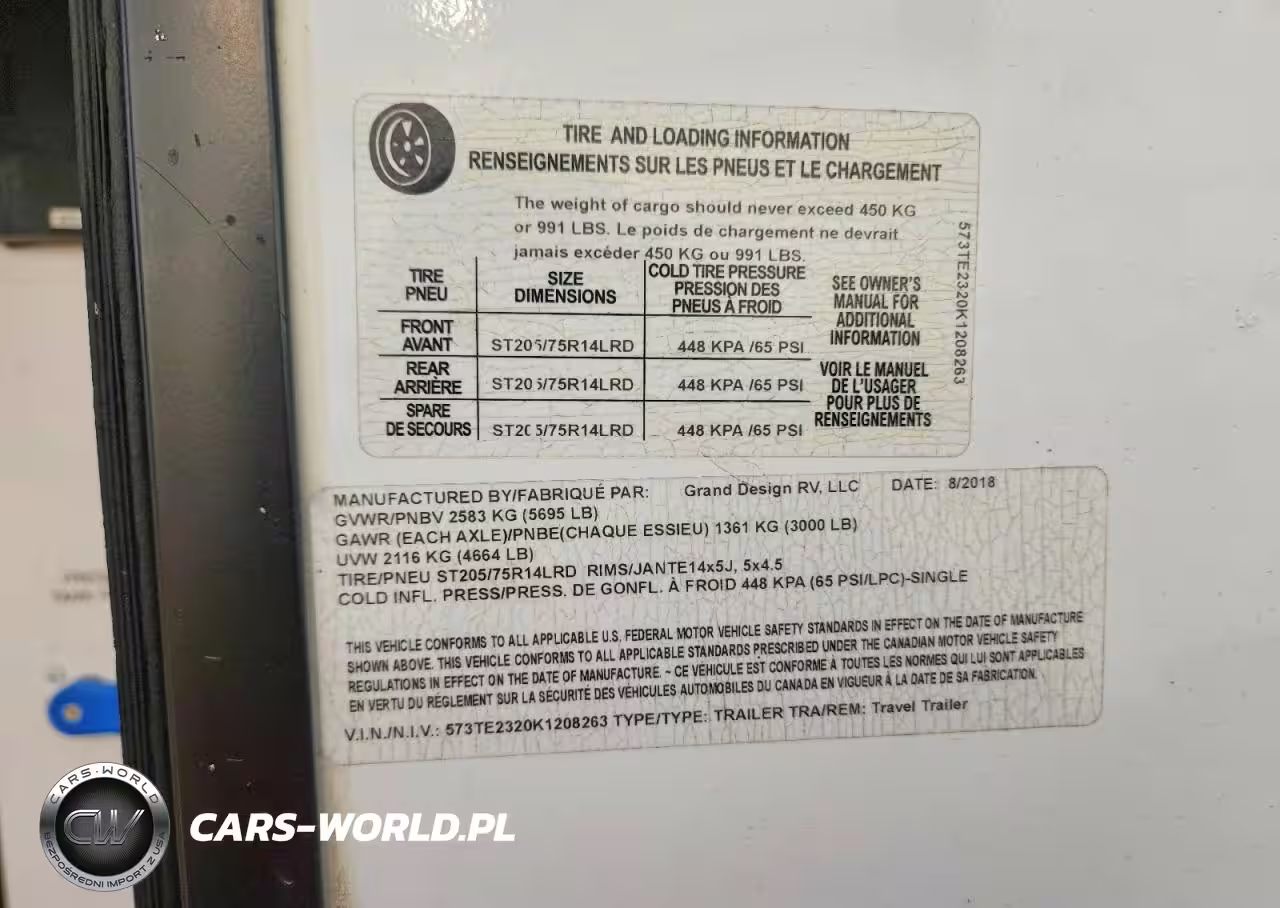 TIRE AND LOADING INFORMATION
RENSEIGNEMENTS SUR LES PNEUS ET LE CHARGEMENT
The weight of cargo should never exceed 450 KG
or 991 LBS. Le poids de chargement ne devrait
jamais excéder 450 KG ou 991 LBS.
TIRE
PNEU
SIZE
DIMENSIONS
COLD TIRE PRESSURE
PRESSION DES
PNEUS À FROID
FRONT
AVANT
ST205/75R14LRD
448 KPA /65 PSI
REAR
ARRIÈRE
ST205/75R14LRD
448 KPA /65 PSI
SPARE
DE SECOURS
ST205/75R14LRD
448 KPA /65 PSI
SEE OWNER'S
MANUAL FOR
ADDITIONAL
INFORMATION
VOIR LE MANUEL
DE L'USAGER
POUR PLUS DE
RENSEIGNEMENTS
573TE2320K1208263
MANUFACTURED BY/FABRIQUÉ PAR: Grand Design RV, LLC DATE: 8/2018
GVWR/PNBV 2583 KG (5695 LB)
GAWR (EACH AXLE)/PNBE(CHAQUE ESSIEU) 1361 KG (3000 LB)
UVW 2116 KG (4664 LB)
TIRE/PNEU ST205/75R14LRD RIMS/JANTE14x5J, 5x4.5
COLD INFL. PRESS/PRESS. DE GONFL. À FROID 448 KPA (65 PSI/LPC)-SINGLE
THIS VEHICLE CONFORMS TO ALL APPLICABLE U.S. FEDERAL MOTOR VEHICLE SAFETY STANDARDS IN EFFECT ON THE DATE OF MANUFACTURE
SHOWN ABOVE. THIS VEHICLE CONFORMS TO ALL APPLICABLE STANDARDS PRESCRIBED UNDER THE CANADIAN MOTOR VEHICLE SAFETY
REGULATIONS IN EFFECT ON THE DATE OF MANUFACTURE. ~ CE VÉHICULE EST CONFORME À TOUTES LES NORMES QUI LUI SONT APPLICABLES
EN VERTU DU RÉGLEMENT SUR LA SÉCURITÉ DES VÉHICULES AUTOMOBILES DU CANADA EN VIGUEUR À LA DATE DE SA FABRICATION.
V.I.N./N.I.V.: 573TE2320K1208263 TYPE/TYPE: TRAILER TRA/REM: Travel Trailer
CARS-WORLD
CW
BEZPOŚREDNI IMPORT Z USA
CARS-WORLD.PL